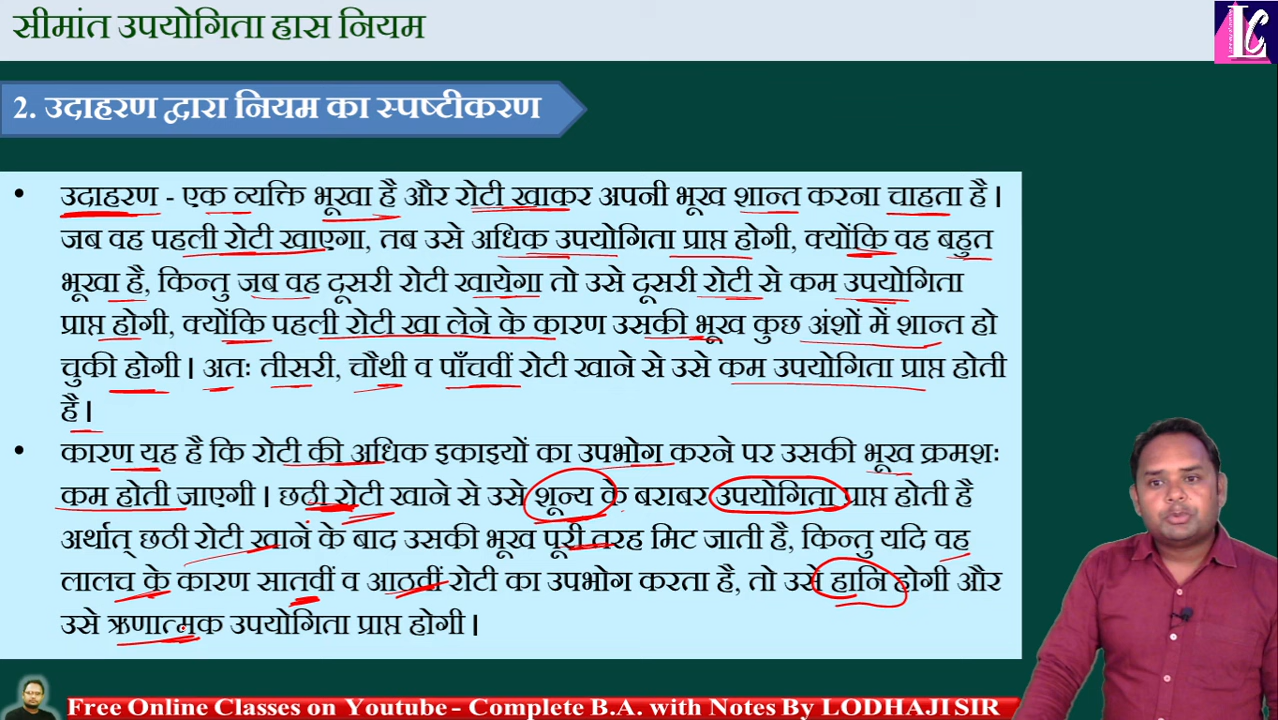 सीमांत उपयोगिता हास नियम
LC
2. उदाहरण द्वारा नियम का स्पष्टीकरण
• उदाहरण - एक व्यक्ति भूखा है और रोटी खाकर अपनी भूख शान्त करना चाहता है।
जब वह पहली रोटी खाएगा, तब उसे अधिक उपयोगिता प्राप्त होगी, क्योंकि वह बहुत
भूखा है, किन्तु जब वह दूसरी रोटी खायेगा तो उसे दूसरी रोटी से कम उपयोगिता
प्राप्त होगी, क्योंकि पहली रोटी खा लेने के कारण उसकी भूख कुछ अंशों में शान्त हो
चुकी होगी। अतः तीसरी, चौथी व पाँचवीं रोटी खाने से उसे कम उपयोगिता प्राप्त होती
है।
• कारण यह है कि रोटी की अधिक इकाइयों का उपभोग करने पर उसकी भूख क्रमशः
कम होती जाएगी। छठी रोटी खाने से उसे शून्य के बराबर उपयोगिता प्राप्त होती है
अर्थात् छठी रोटी खाने के बाद उसकी भूख पूरी तरह मिट जाती है, किन्तु यदि वह
लालच के कारण सातवीं व आठवीं रोटी का उपभोग करता है, तो उसे हानि होगी और
उसे ऋणात्मक उपयोगिता प्राप्त होगी।
Free Online Classes on Youtube - Complete B.A. with Notes By LODHAJI SIR